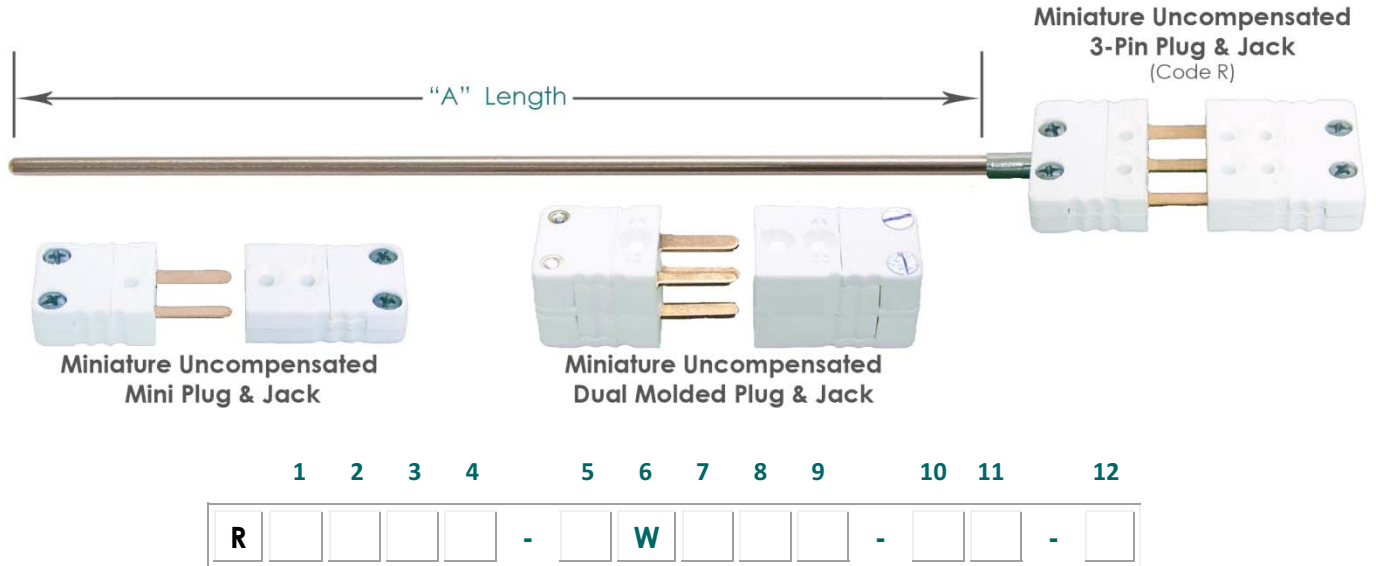 Miniature Uncompensated
3-Pin Plug & Jack
(Code R)
“A” Length
Miniature Uncompensated
Mini Plug & Jack
Miniature Uncompensated
Dual Molded Plug & Jack
1 2 3 4 5 6 7 8 9 10 11 12
R - W - -